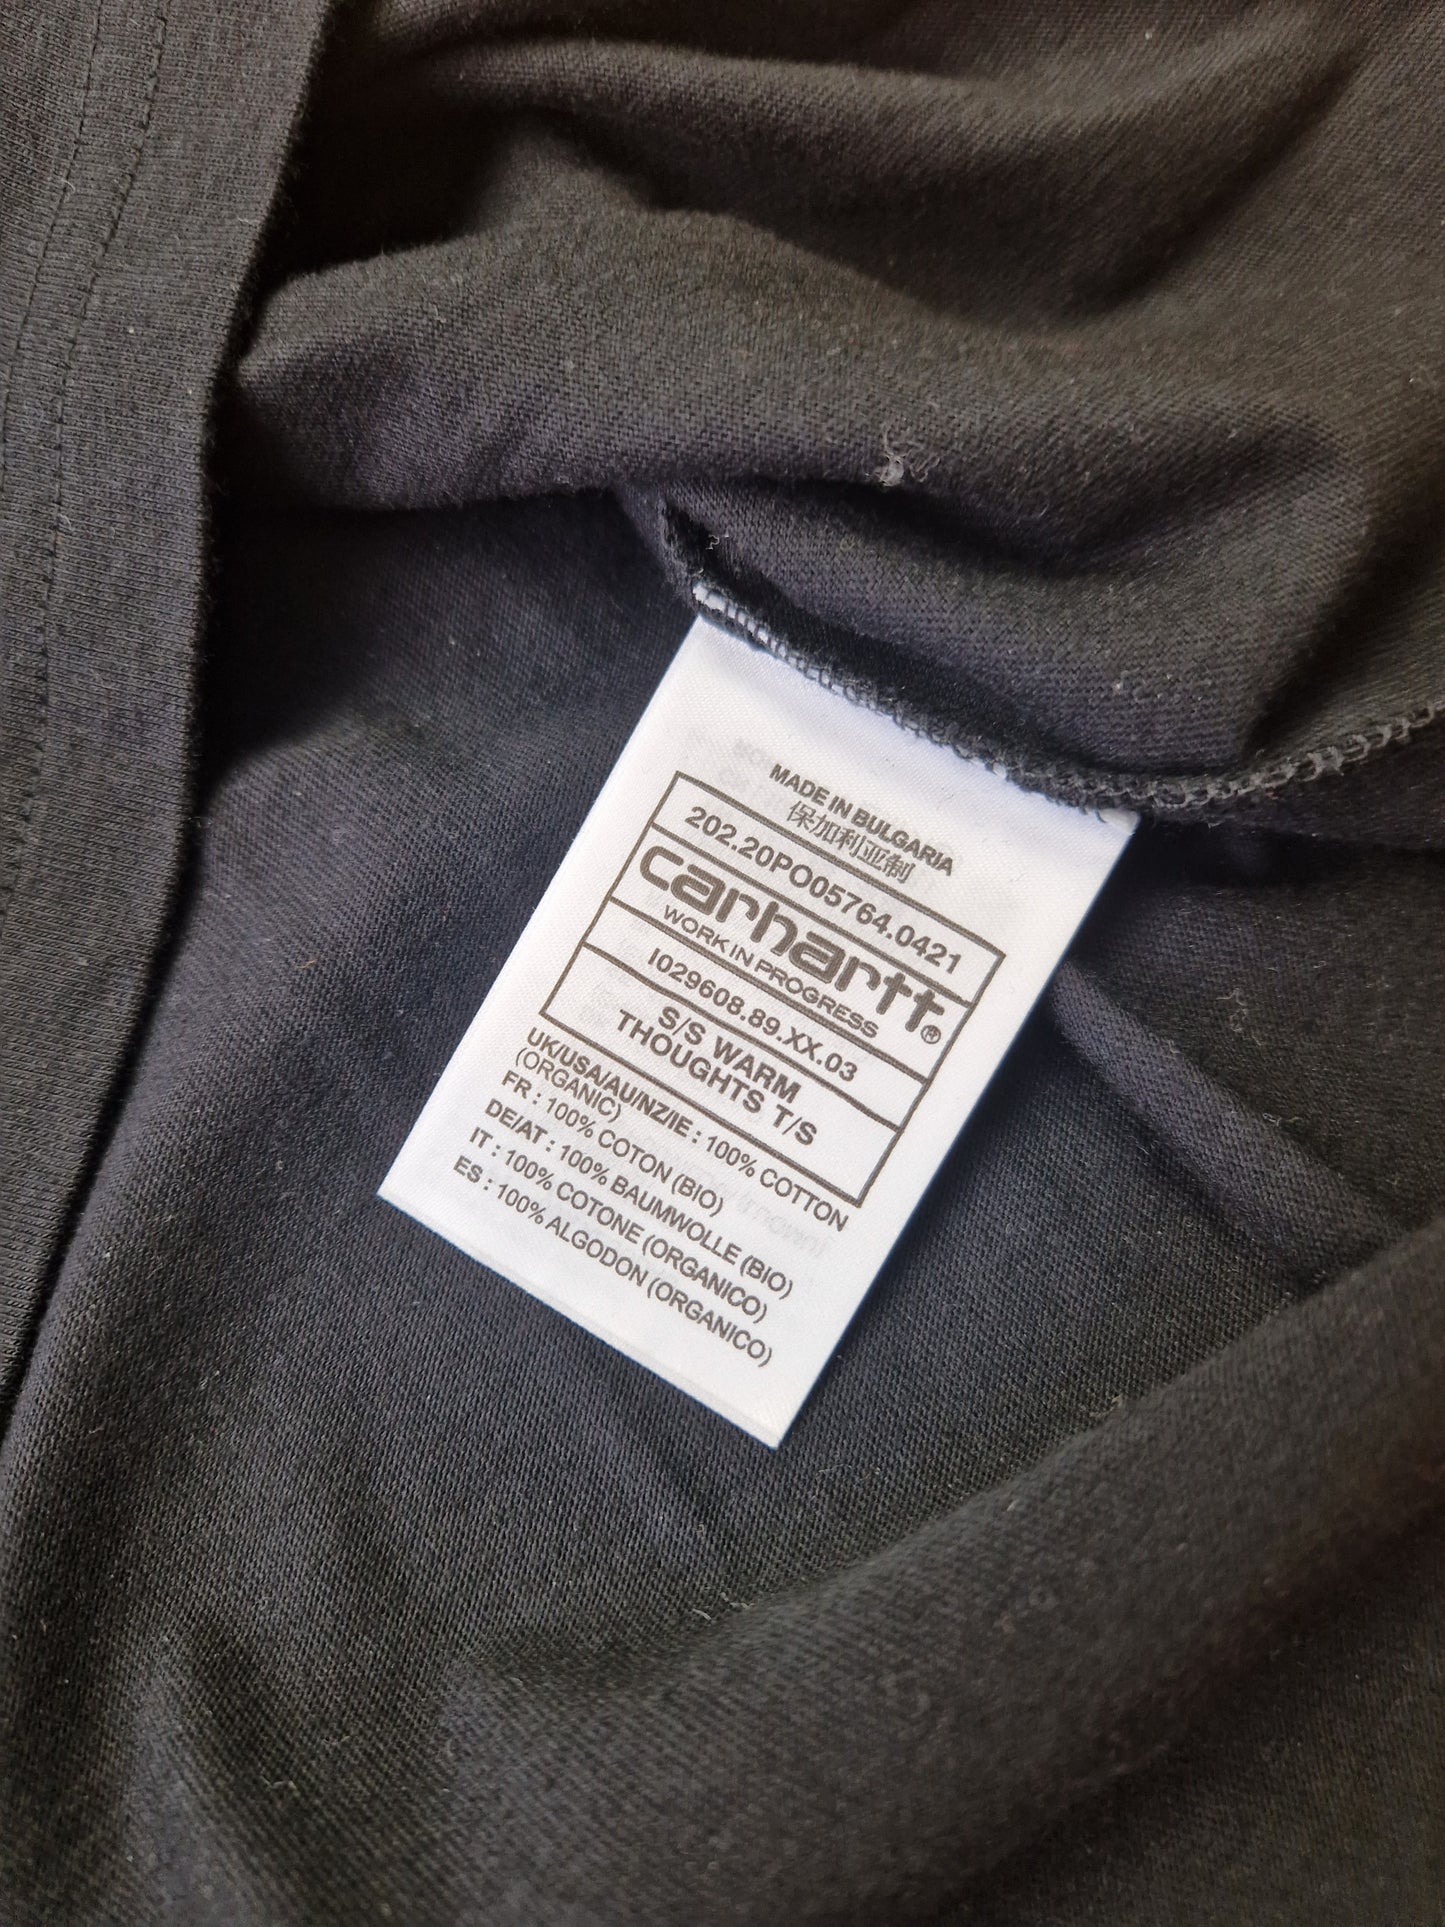 MADE IN BULGARIA
保加利亚制
202.20PO05764.0421
carhartt®
WORK IN PROGRESS
I029608.89.XX.03
S/S WARM
THOUGHTS T/S
UK/USA/AU/NZ/IE : 100% COTTON
(ORGANIC)
FR : 100% COTON (BIO)
DE/AT : 100% BAUMWOLLE (BIO)
IT : 100% COTONE (ORGANICO)
ES : 100% ALGODON (ORGANICO)